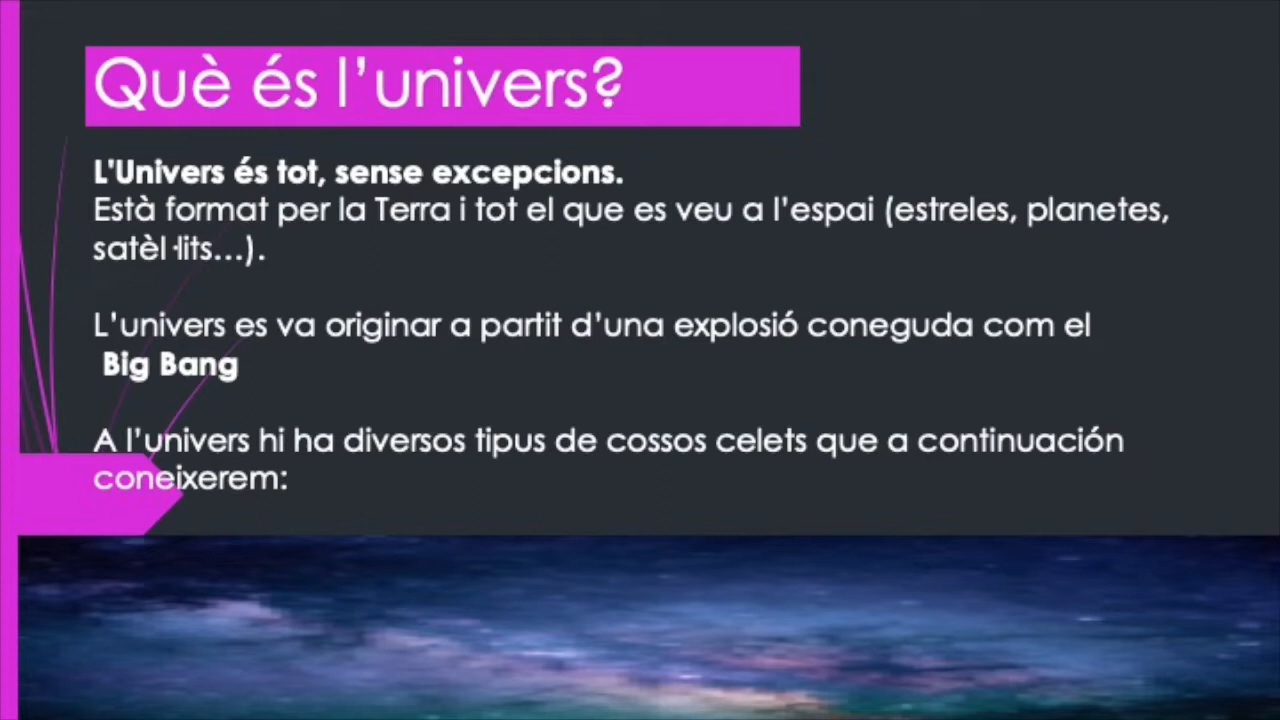 Què és l’univers?
L'Univers és tot, sense excepcions.
Està format per la Terra i tot el que es veu a l’espai (estreles, planetes,
satèl·lits...).
L’univers es va originar a partit d’una explosió coneguda com el
Big Bang
A l’univers hi ha diversos tipus de cossos celets que a continuación
coneixerem: